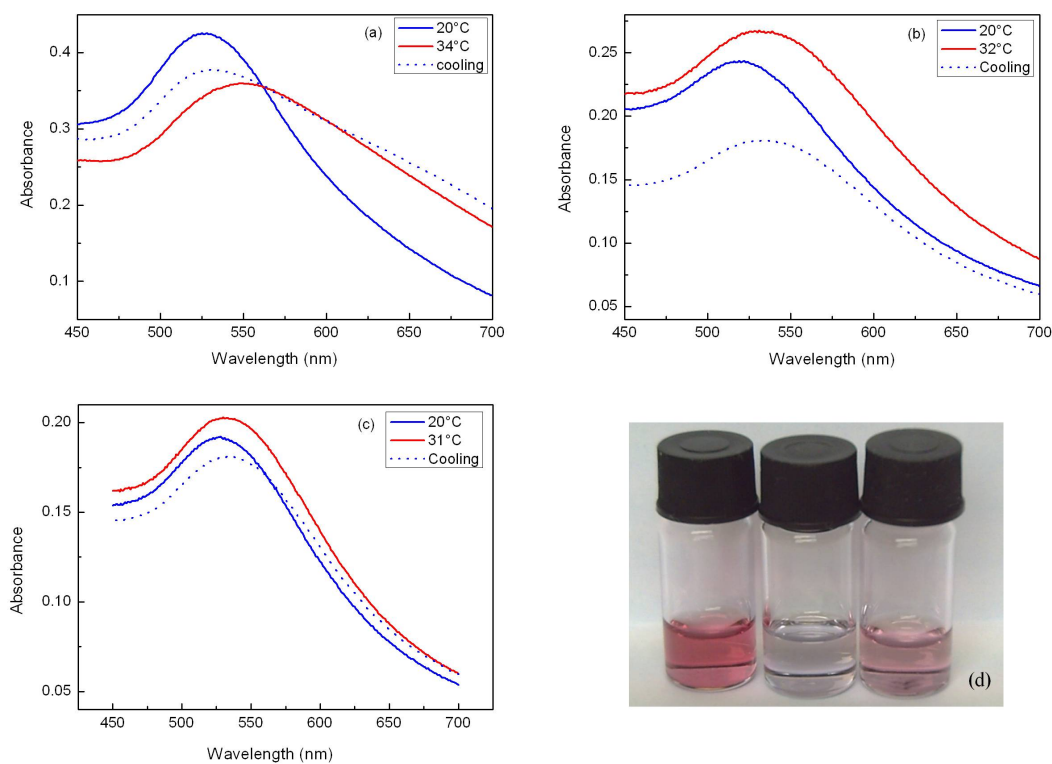 (a)
20°C
34°C
cooling
0.4
0.3
0.2
0.1
Absorbance
450 500 550 600 650 700
Wavelength (nm)
(b)
20°C
32°C
Cooling
0.25
0.20
0.15
0.10
0.05
Absorbance
450 500 550 600 650 700
Wavelength (nm)
(c)
20°C
31°C
Cooling
0.20
0.15
0.10
0.05
Absorbance
450 500 550 600 650 700
Wavelength (nm)
(d)